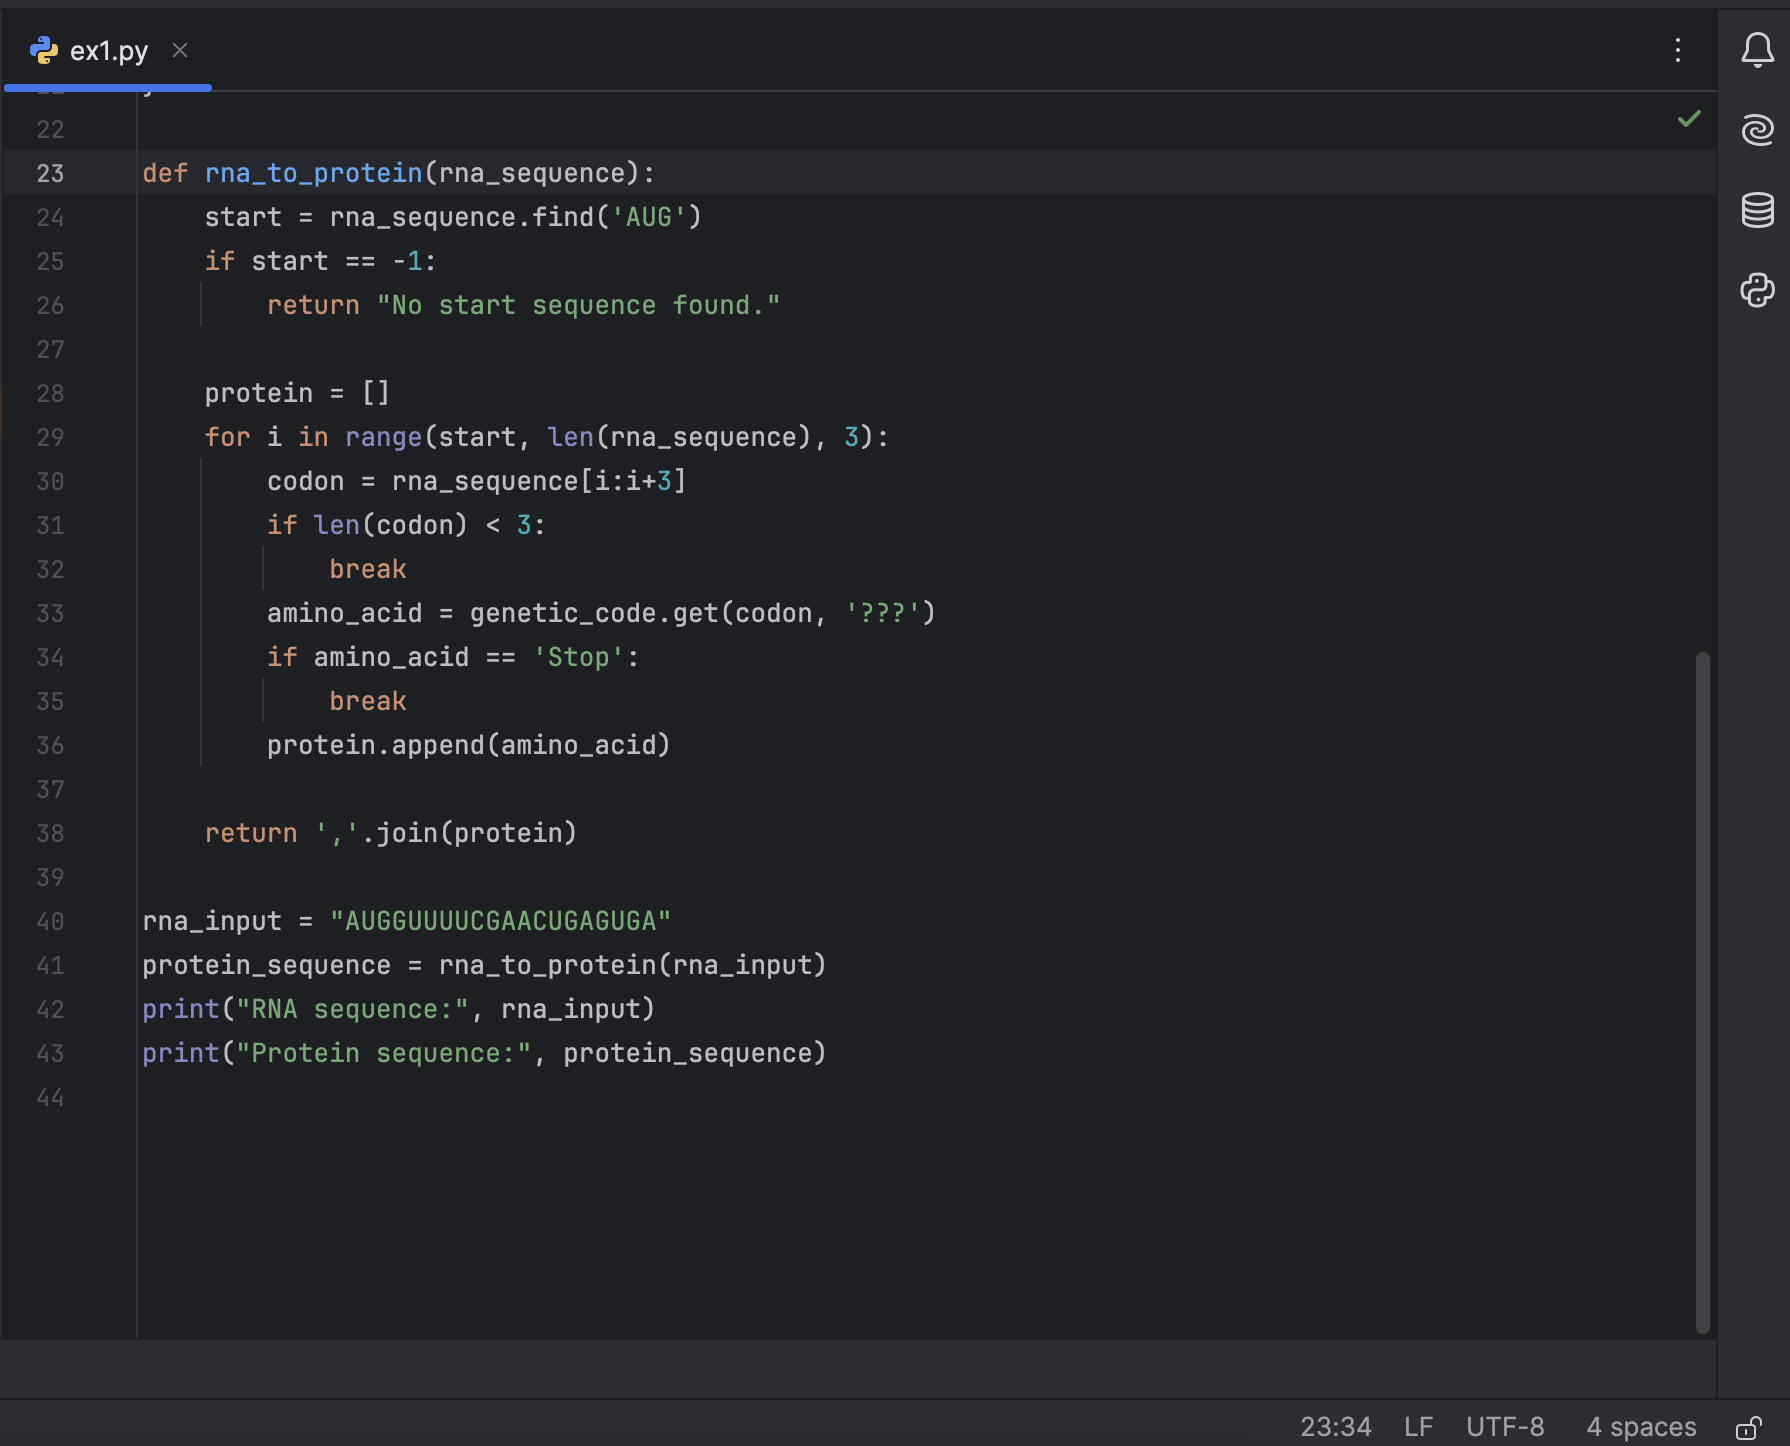 ex1.py
22
23 def rna_to_protein(rna_sequence):
24     start = rna_sequence.find('AUG')
25     if start == -1:
26         return "No start sequence found."
27
28     protein = []
29     for i in range(start, len(rna_sequence), 3):
30         codon = rna_sequence[i:i+3]
31         if len(codon) < 3:
32             break
33         amino_acid = genetic_code.get(codon, '???')
34         if amino_acid == 'Stop':
35             break
36         protein.append(amino_acid)
37
38     return ','.join(protein)
39
40 rna_input = "AUGGUUUUCGAACUGAGUGA"
41 protein_sequence = rna_to_protein(rna_input)
42 print("RNA sequence:", rna_input)
43 print("Protein sequence:", protein_sequence)
44
23:34 LF UTF-8 4 spaces